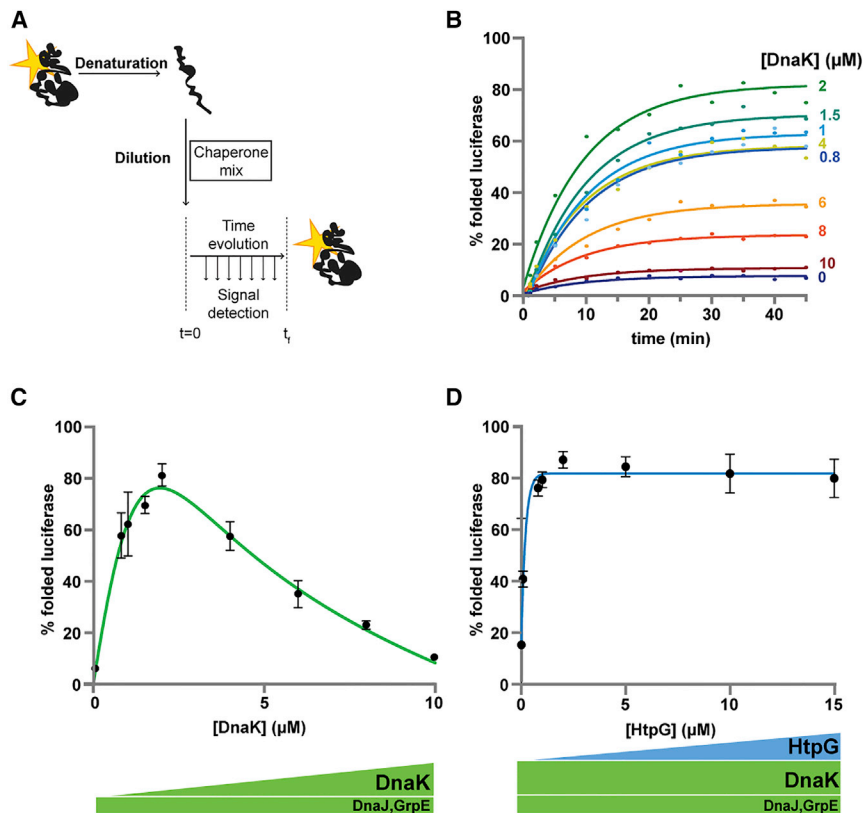 A
Denaturation
Dilution
Chaperone
mix
Time
evolution
Signal
detection
t=0
tf
B
[DnaK] (µM)
% folded luciferase
100
80
60
40
20
0
0
10
20
30
40
time (min)
2
1.5
1
4
0.8
6
8
10
0
C
% folded luciferase
100
80
60
40
20
0
0
5
10
[DnaK] (µM)
DnaK
DnaJ,GrpE
D
% folded luciferase
100
80
60
40
20
0
0
5
10
15
[HtpG] (µM)
HtpG
DnaK
DnaJ,GrpE